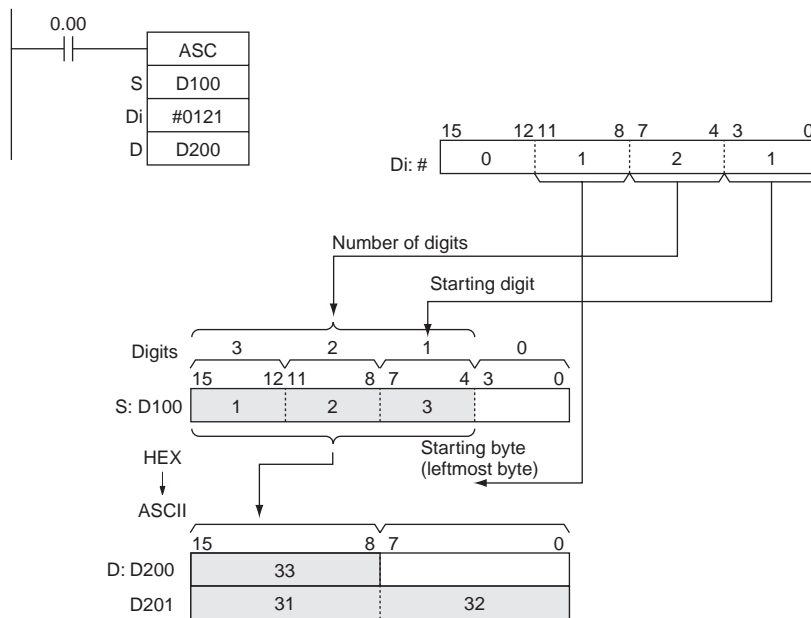 0.00
ASC
S D100
Di #0121
D D200
15 12 11 8 7 4 3 0
Di: # 0 1 2 1
Number of digits
Starting digit
Digits 3 2 1 0
15 12 11 8 7 4 3 0
S: D100 1 2 3
Starting byte
(leftmost byte)
HEX
ASCII
15 8 7 0
D: D200 33
D201 31 32